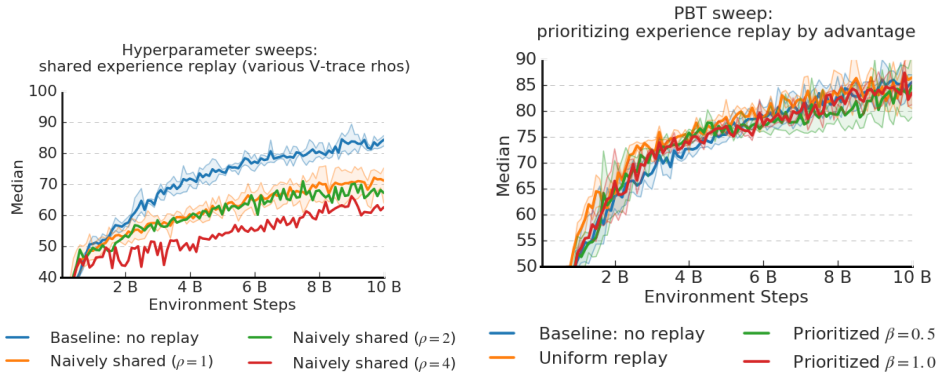 Hyperparameter sweeps:
shared experience replay (various V-trace rhos)
100
90
80
70
60
50
40
Median
2 B
4 B
6 B
8 B
10 B
Environment Steps
Baseline: no replay
Naively shared (ρ=1)
Naively shared (ρ=2)
Naively shared (ρ=4)
PBT sweep:
prioritizing experience replay by advantage
90
85
80
75
70
65
60
55
50
Median
2 B
4 B
6 B
8 B
10 B
Environment Steps
Baseline: no replay
Uniform replay
Prioritized β=0.5
Prioritized β=1.0